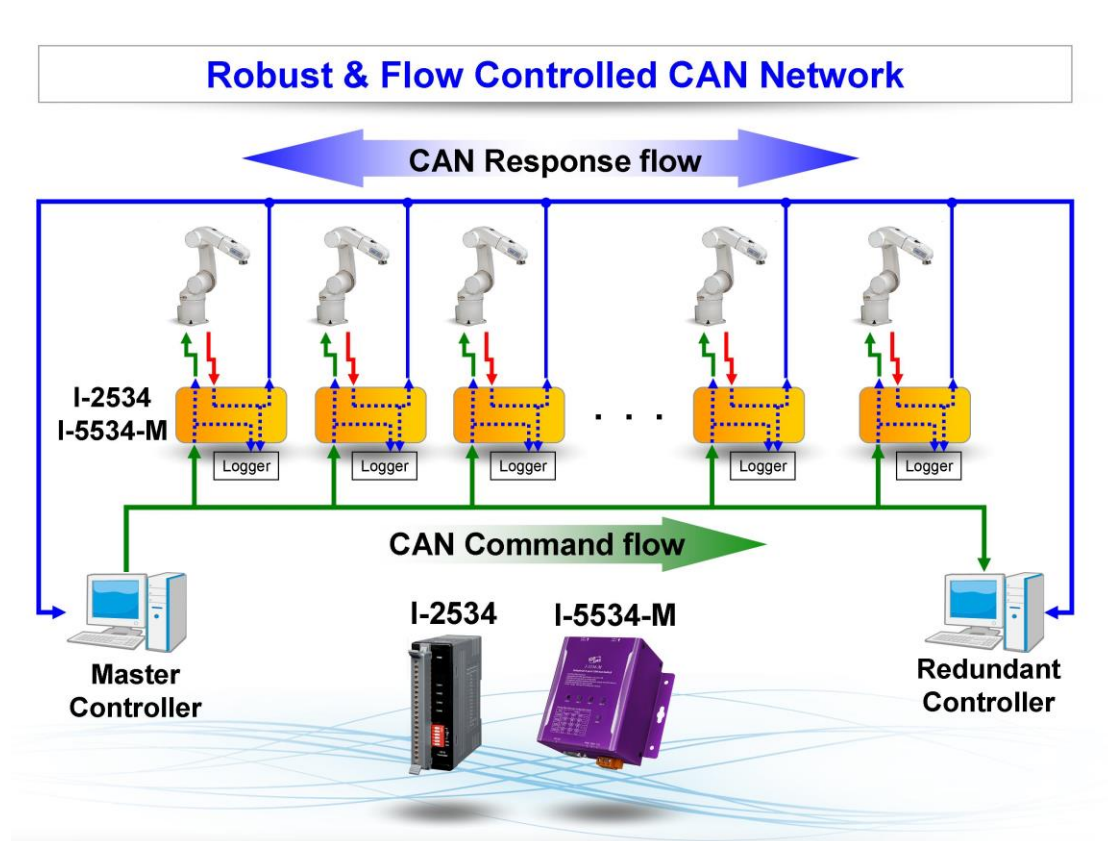 Robust & Flow Controlled CAN Network
CAN Response flow
I-2534
I-5534-M
. . .
Logger
Logger
Logger
Logger
Logger
CAN Command flow
I-2534
I-5534-M
Master
Controller
Redundant
Controller